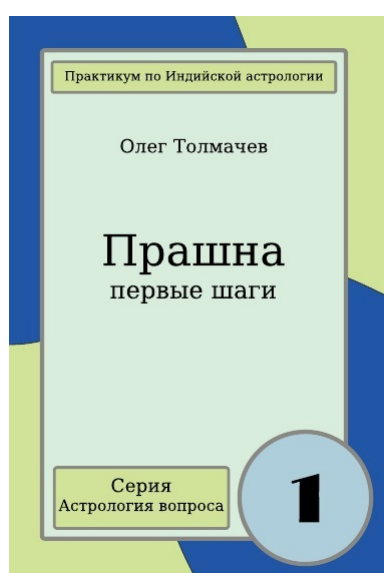 Практикум по Индийской астрологии
Олег Толмачев
Прашна
первые шаги
Серия
Астрология вопроса
1